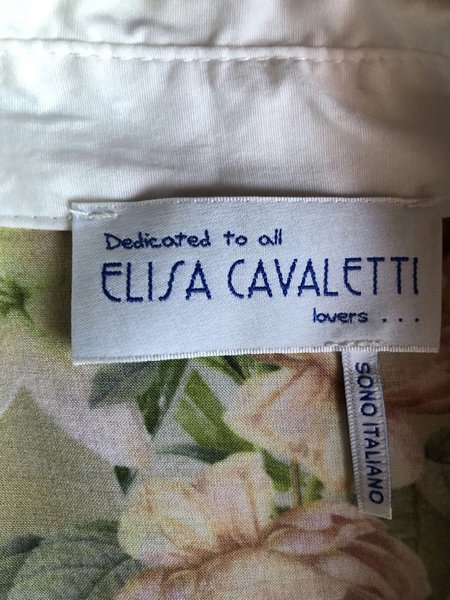 Dedicated to all
ELISA CAVALETTI
lovers ...
SONO ITALIANO